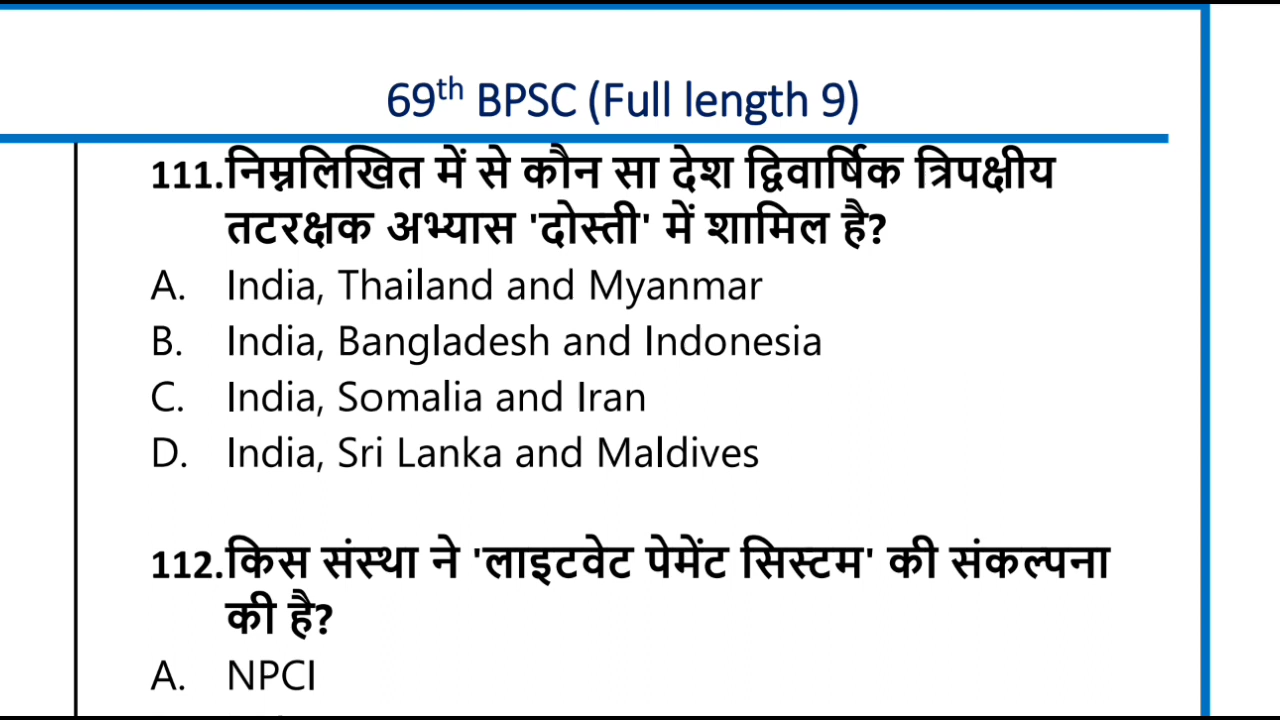 69th BPSC (Full length 9)
111.निम्नलिखित में से कौन सा देश द्विवार्षिक त्रिपक्षीय
तटरक्षक अभ्यास 'दोस्ती' में शामिल है?
A. India, Thailand and Myanmar
B. India, Bangladesh and Indonesia
C. India, Somalia and Iran
D. India, Sri Lanka and Maldives
112.किस संस्था ने 'लाइटवेट पेमेंट सिस्टम' की संकल्पना
की है?
A. NPCI